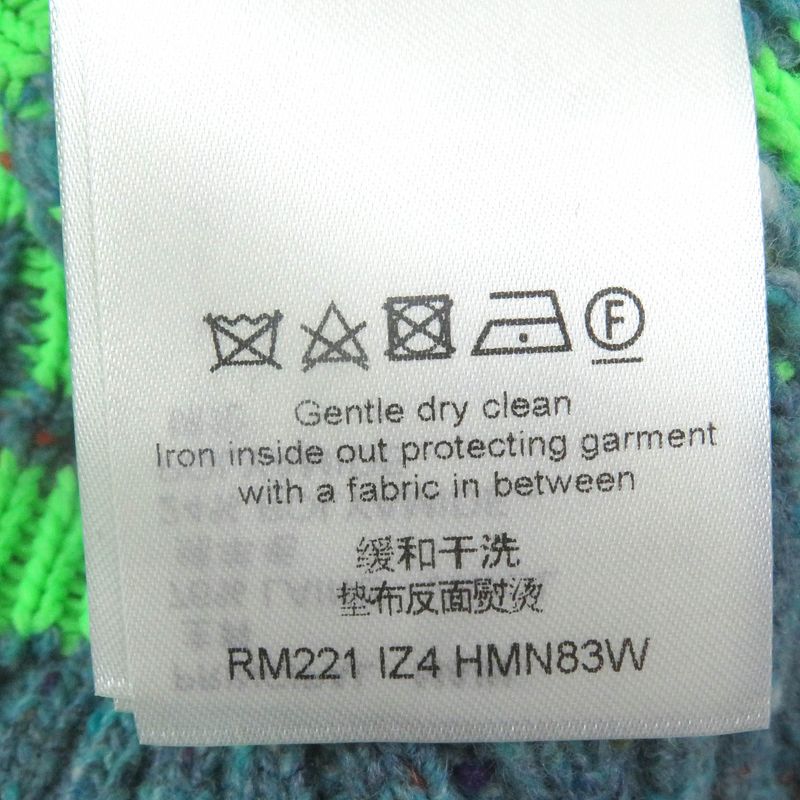 F
Gentle dry clean
Iron inside out protecting garment
with a fabric in between
缓和干洗
垫布反面熨烫
RM221 IZ4 HMN83W